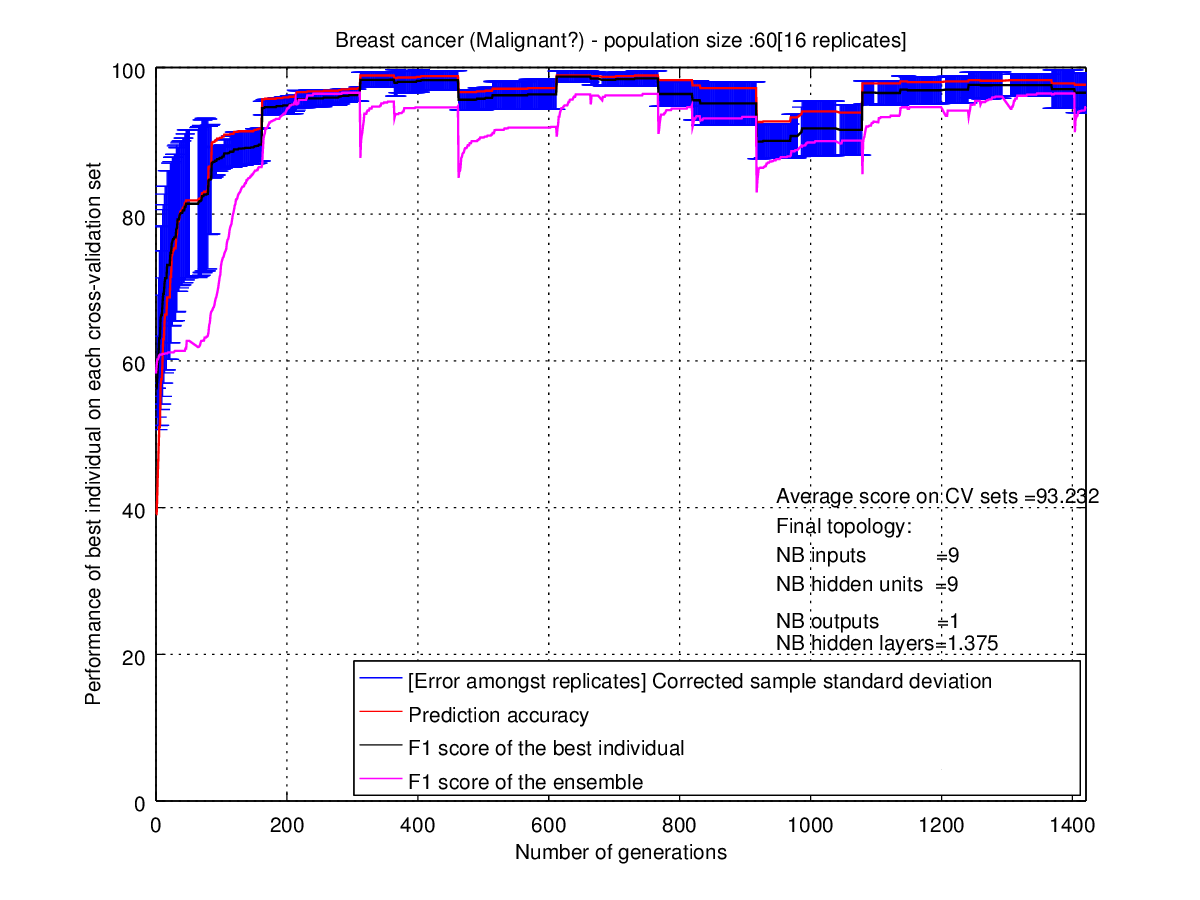 Breast cancer (Malignant?) - population size :60[16 replicates]
Performance of best individual on each cross-validation set
100
80
60
40
20
0
Average score on CV sets =93.232
Final topology:
NB inputs =9
NB hidden units =9
NB outputs =1
NB hidden layers=1.375
[Error amongst replicates] Corrected sample standard deviation
Prediction accuracy
F1 score of the best individual
F1 score of the ensemble
0 200 400 600 800 1000 1200 1400
Number of generations